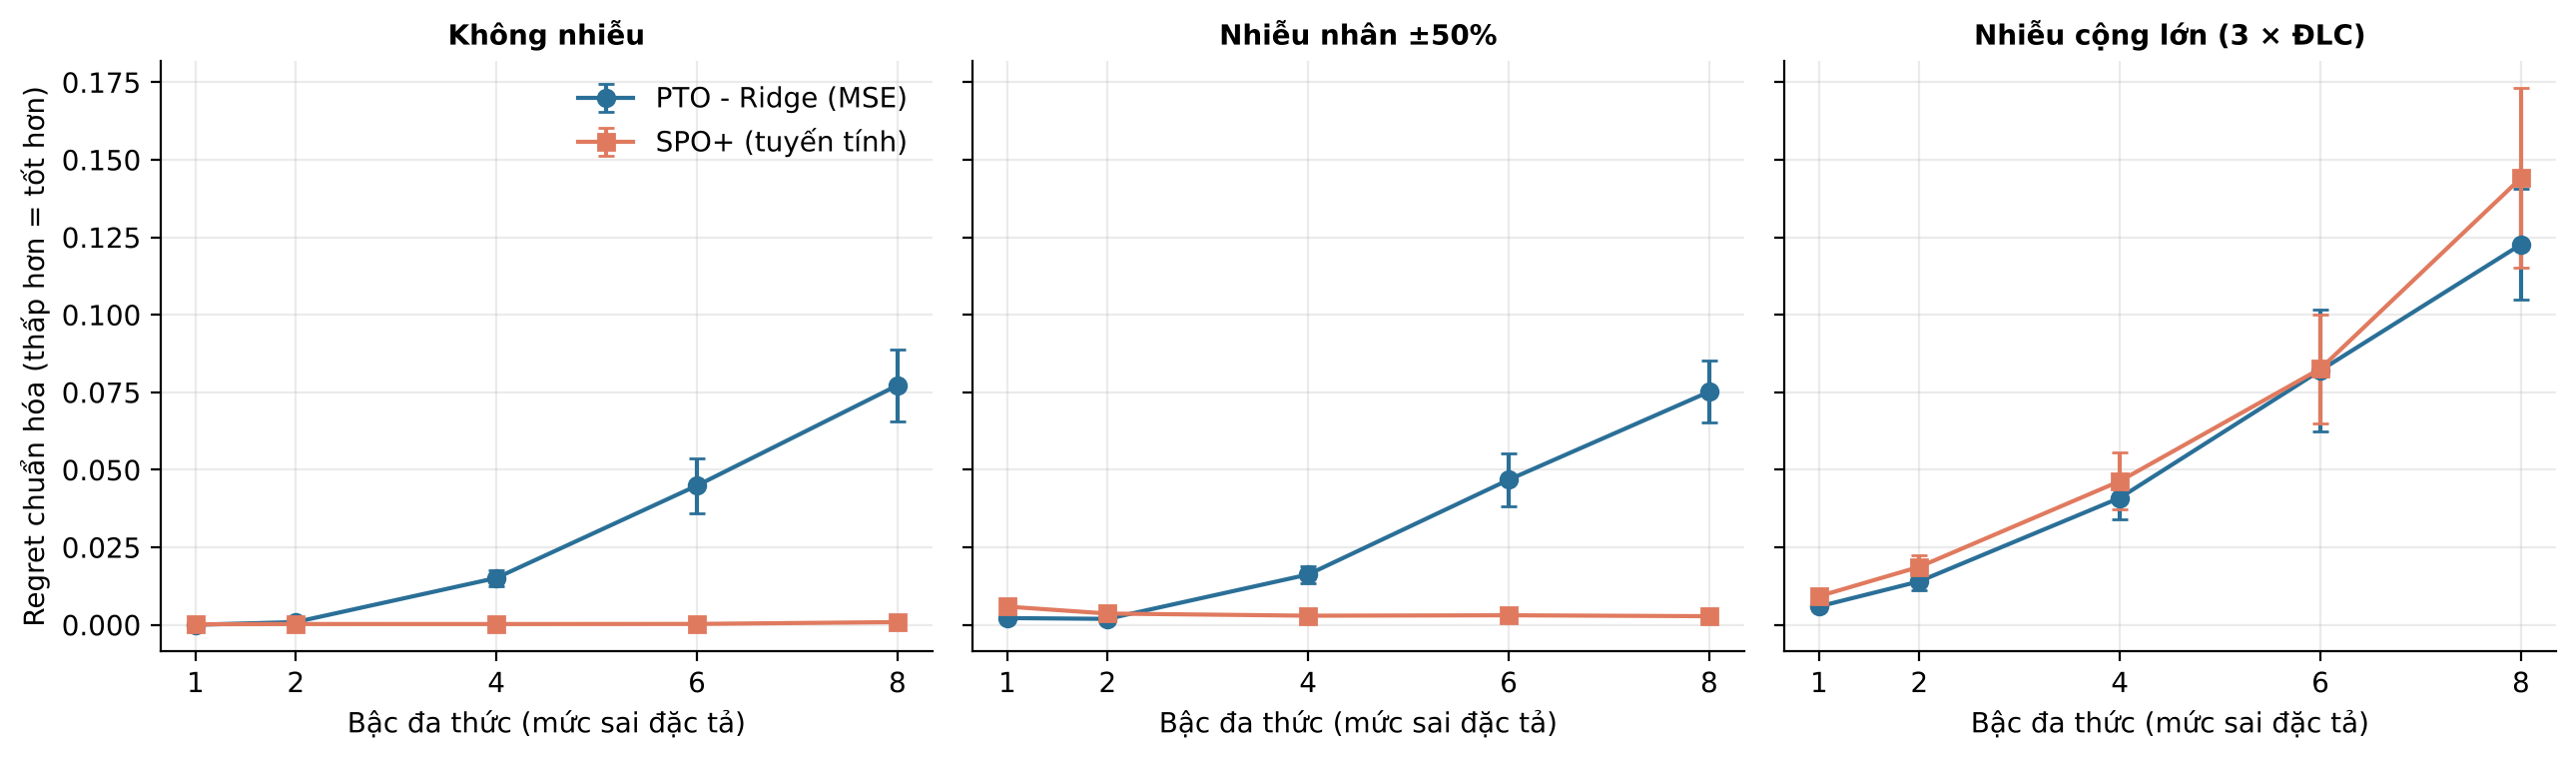 Không nhiễu
Nhiễu nhân ±50%
Nhiễu cộng lớn (3 × ĐLC)
Regret chuẩn hóa (thấp hơn = tốt hơn)
0.175
0.150
0.125
0.100
0.075
0.050
0.025
0.000
PTO - Ridge (MSE)
SPO+ (tuyến tính)
1 2 4 6 8
1 2 4 6 8
1 2 4 6 8
Bậc đa thức (mức sai đặc tả)
Bậc đa thức (mức sai đặc tả)
Bậc đa thức (mức sai đặc tả)